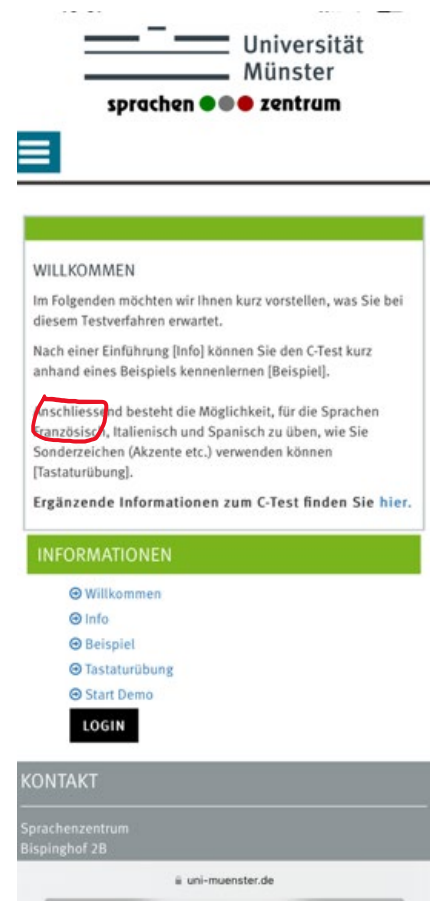 Universität
Münster
sprachen zentrum
WILLKOMMEN
Im Folgenden möchten wir Ihnen kurz vorstellen, was Sie bei
diesem Testverfahren erwartet.
Nach einer Einführung [Info] können Sie den C-Test kurz
anhand eines Beispiels kennenlernen [Beispiel].
Anschliessend besteht die Möglichkeit, für die Sprachen
Französisch, Italienisch und Spanisch zu üben, wie Sie
Sonderzeichen (Akzente etc.) verwenden können
[Tastaturübung].
Ergänzende Informationen zum C-Test finden Sie hier.
INFORMATIONEN
Willkommen
Info
Beispiel
Tastaturübung
Start Demo
LOGIN
KONTAKT
Sprachenzentrum
Bispinghof 2B
uni-muenster.de